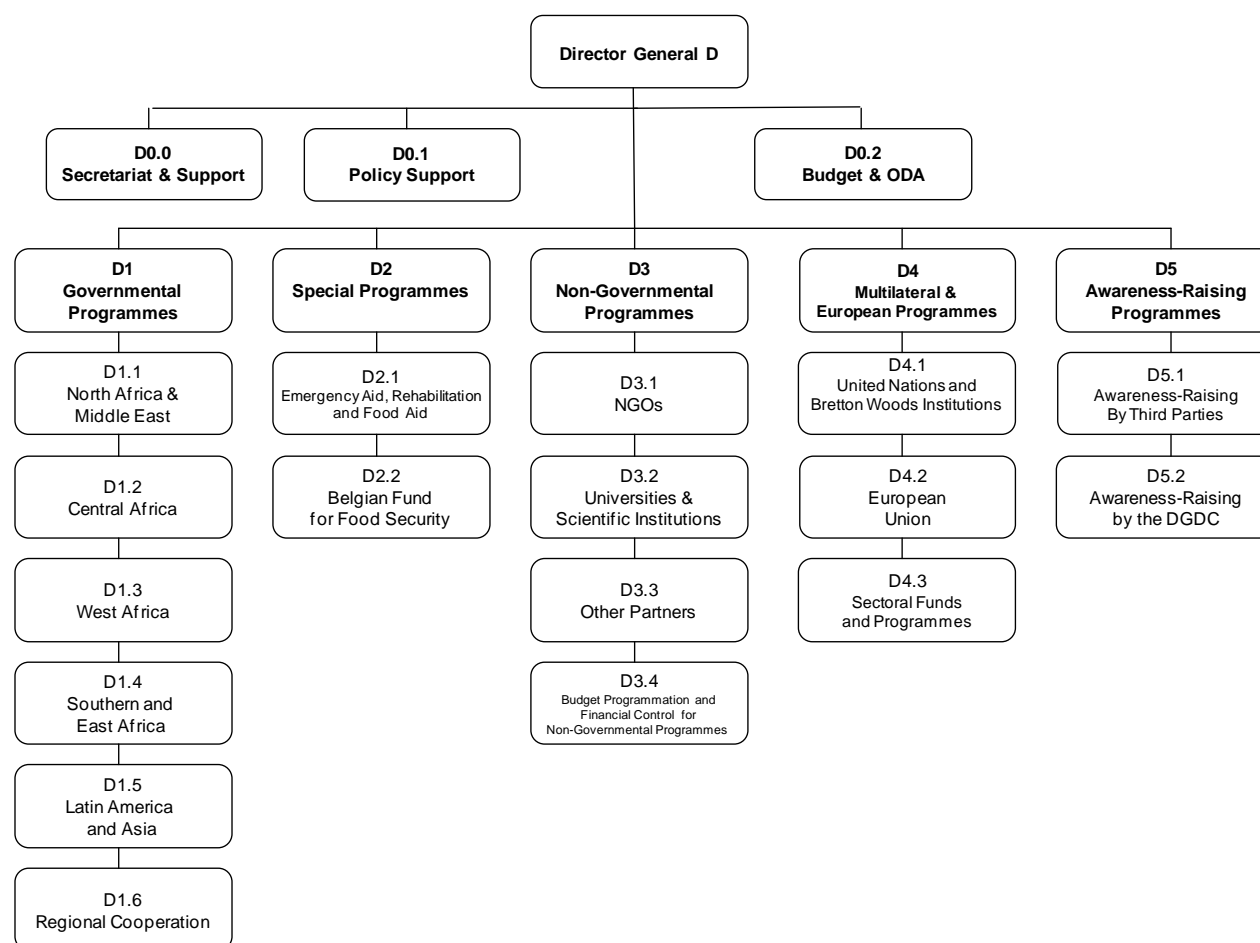 Director General D
D0.0
Secretariat & Support
D0.1
Policy Support
D0.2
Budget & ODA
D1
Governmental
Programmes
D2
Special Programmes
D3
Non-Governmental
Programmes
D4
Multilateral &
European Programmes
D5
Awareness-Raising
Programmes
D1.1
North Africa &
Middle East
D2.1
Emergency Aid, Rehabilitation
and Food Aid
D3.1
NGOs
D4.1
United Nations and
Bretton Woods Institutions
D5.1
Awareness-Raising
By Third Parties
D1.2
Central Africa
D2.2
Belgian Fund
for Food Security
D3.2
Universities &
Scientific Institutions
D4.2
European
Union
D5.2
Awareness-Raising
by the DGDC
D1.3
West Africa
D3.3
Other Partners
D4.3
Sectoral Funds
and Programmes
D1.4
Southern and
East Africa
D3.4
Budget Programmation and
Financial Control for
Non-Governmental Programmes
D1.5
Latin America
and Asia
D1.6
Regional Cooperation